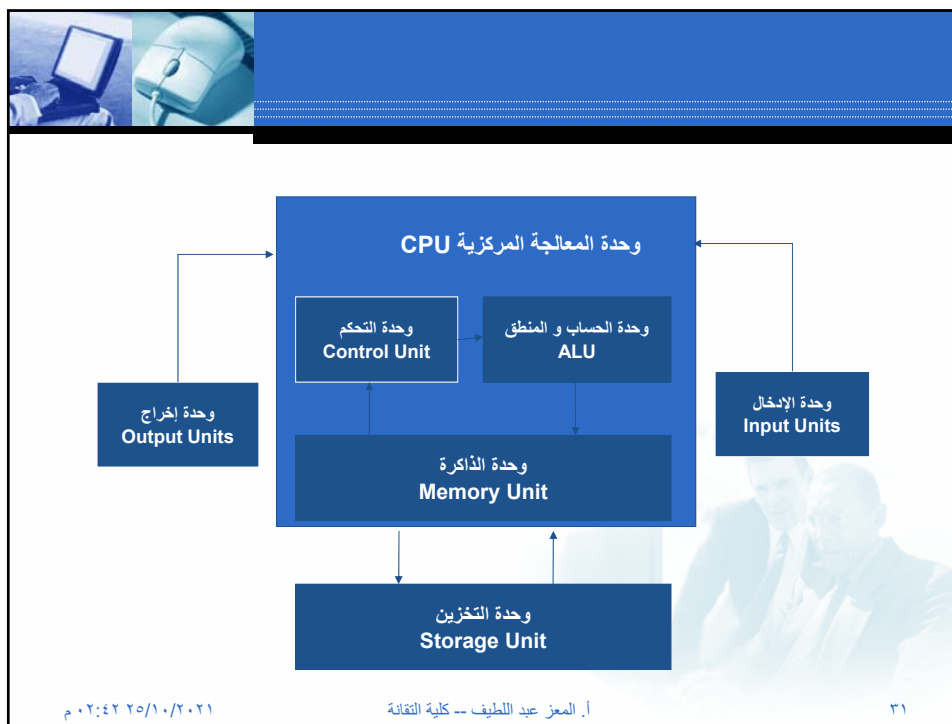 وحدة المعالجة المركزية CPU
وحدة الحساب و المنطق
ALU
وحدة التحكم
Control Unit
وحدة الإدخال
Input Units
وحدة إخراج
Output Units
وحدة الذاكرة
Memory Unit
وحدة التخزين
Storage Unit
٣١
أ. المعز عبد اللطيف -- كلية التقانة
٢٥/١٠/٢٠٢١ ٠٢:٤٢ م